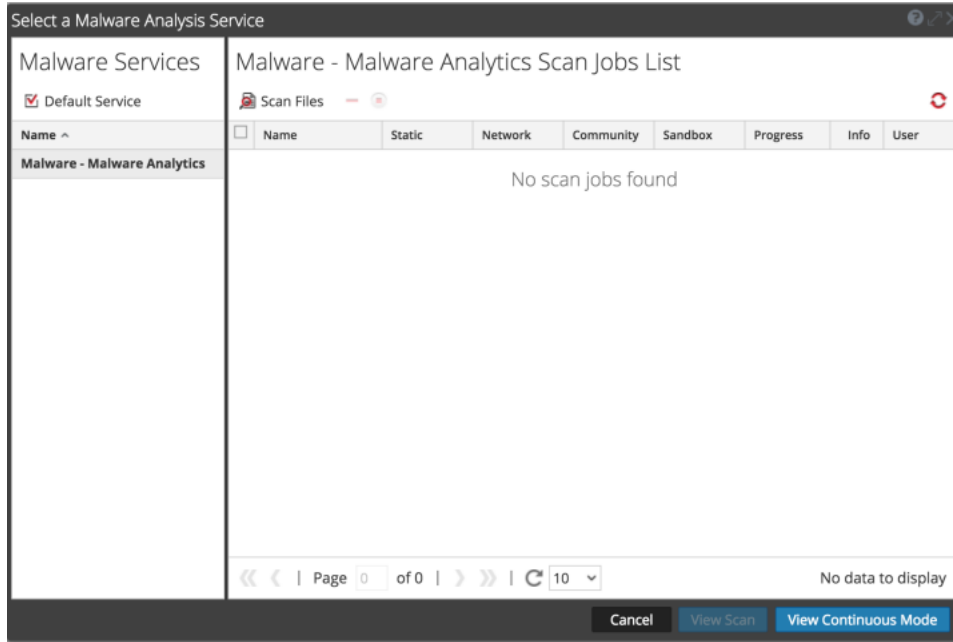 Select a Malware Analysis Service
Malware Services
Default Service
Name
Malware - Malware Analytics
Malware - Malware Analytics Scan Jobs List
Scan Files
Name Static Network Community Sandbox Progress Info User
No scan jobs found
| Page 0 of 0 | | 10 No data to display
Cancel View Scan View Continuous Mode